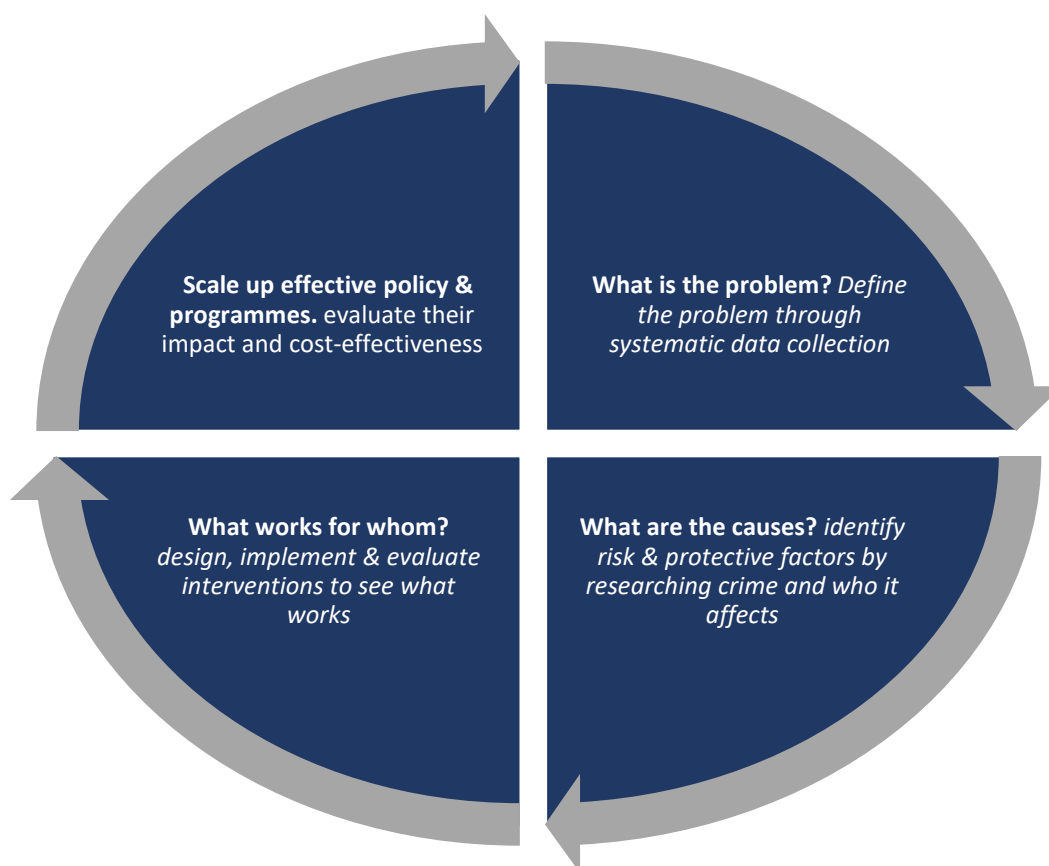 Scale up effective policy &
programmes. evaluate their
impact and cost-effectiveness
What is the problem? Define
the problem through
systematic data collection
What works for whom?
design, implement & evaluate
interventions to see what
works
What are the causes? identify
risk & protective factors by
researching crime and who it
affects